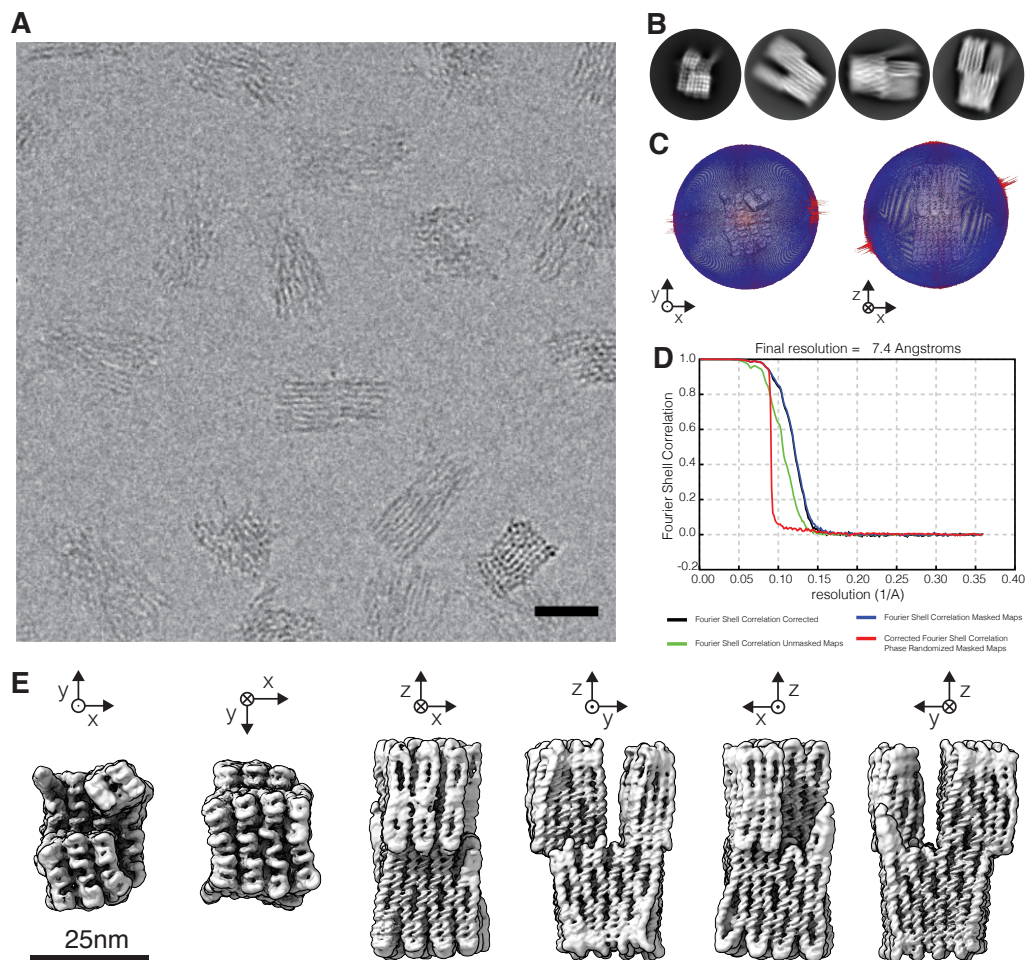 A
B
C
y
x
z
x
D
Final resolution = 7.4 Angstroms
Fourier Shell Correlation
1.0
0.8
0.6
0.4
0.2
0.0
-0.2
0.00 0.05 0.10 0.15 0.20 0.25 0.30 0.35 0.40
resolution (1/A)
Fourier Shell Correlation Corrected
Fourier Shell Correlation Masked Maps
Fourier Shell Correlation Unmasked Maps
Corrected Fourier Shell Correlation
Phase Randomized Masked Maps
E
y
x
x
y
z
x
z
y
z
x
z
y
25nm